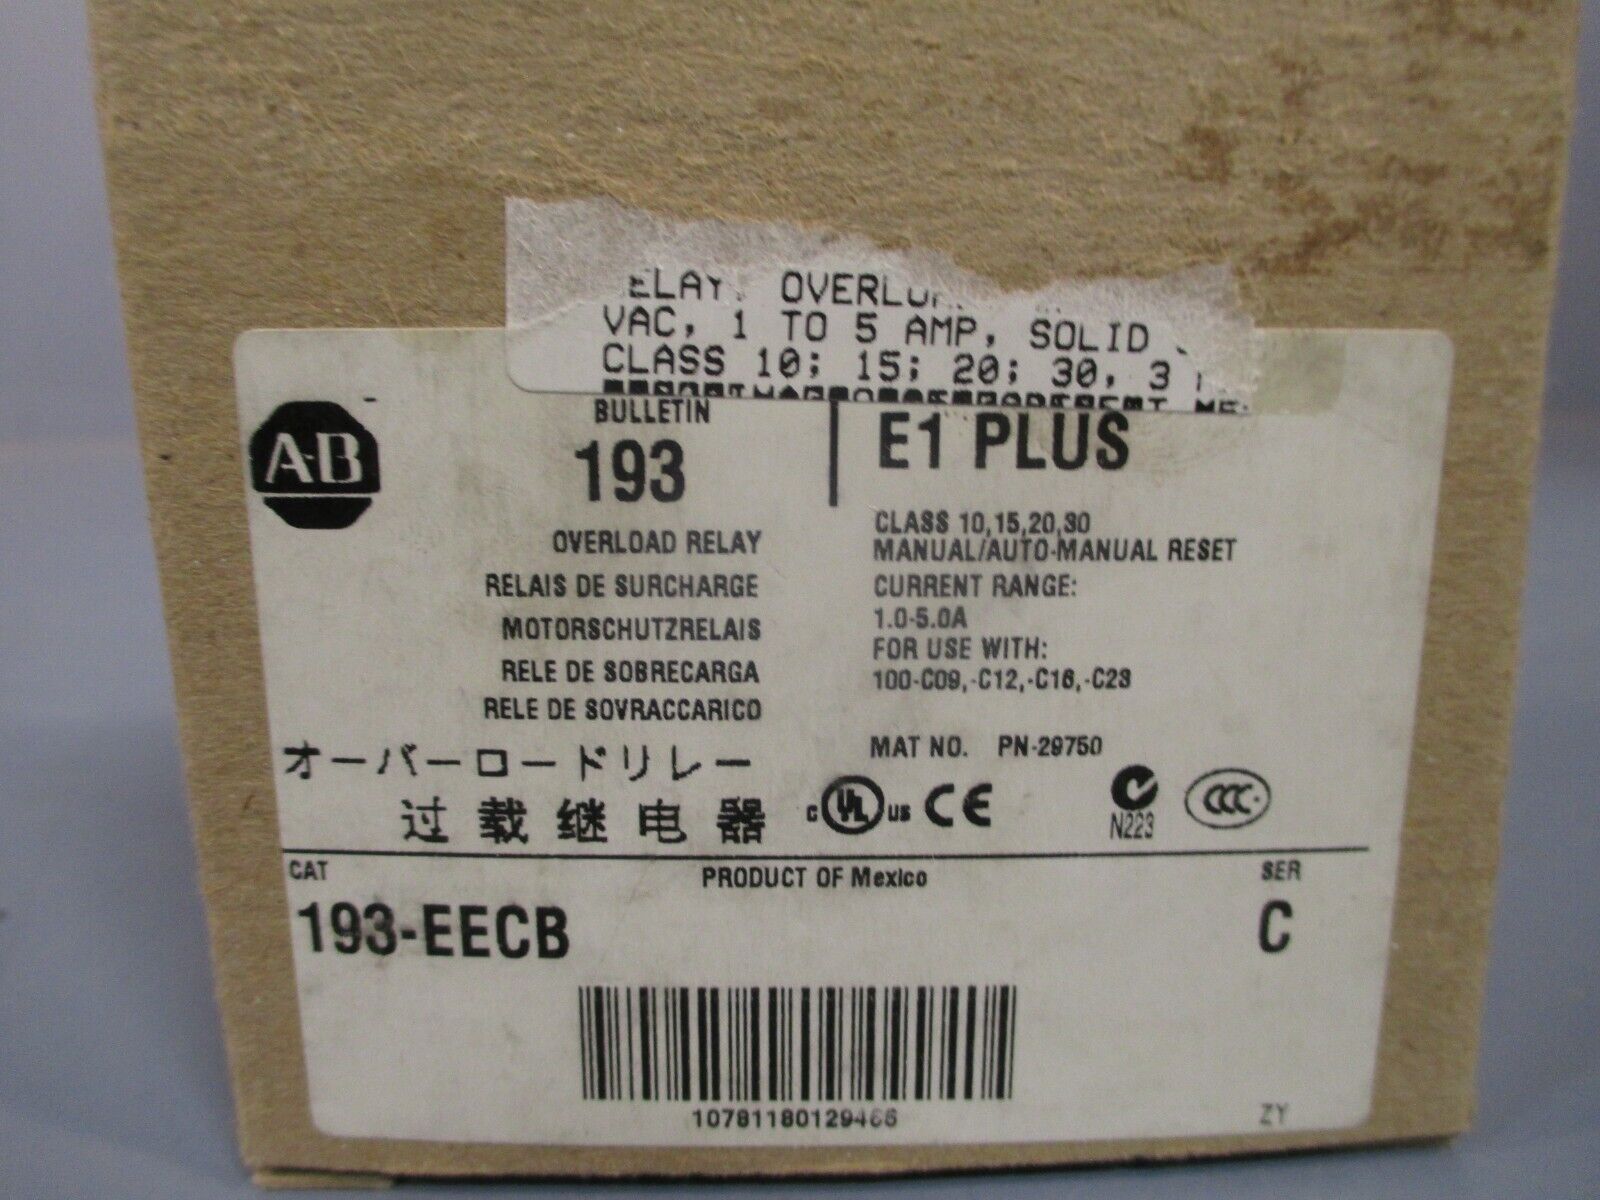 VAC, 1 TO 5 AMP, SOLID
CLASS 10; 15; 20; 30, 3
A-B
BULLETIN
193
E1 PLUS
OVERLOAD RELAY
RELAIS DE SURCHARGE
MOTORSCHUTZRELAIS
RELE DE SOBRECARGA
RELE DE SOVRACCARICO
オーバーロードリレー
过载继电器
CLASS 10,15,20,30
MANUAL/AUTO-MANUAL RESET
CURRENT RANGE:
1.0-5.0A
FOR USE WITH:
100-C09,-C12,-C16,-C23
MAT NO. PN-29750
C UL US CE
N223
CCC
CAT
PRODUCT OF Mexico
SER
193-EECB
C
10781180129466
ZY